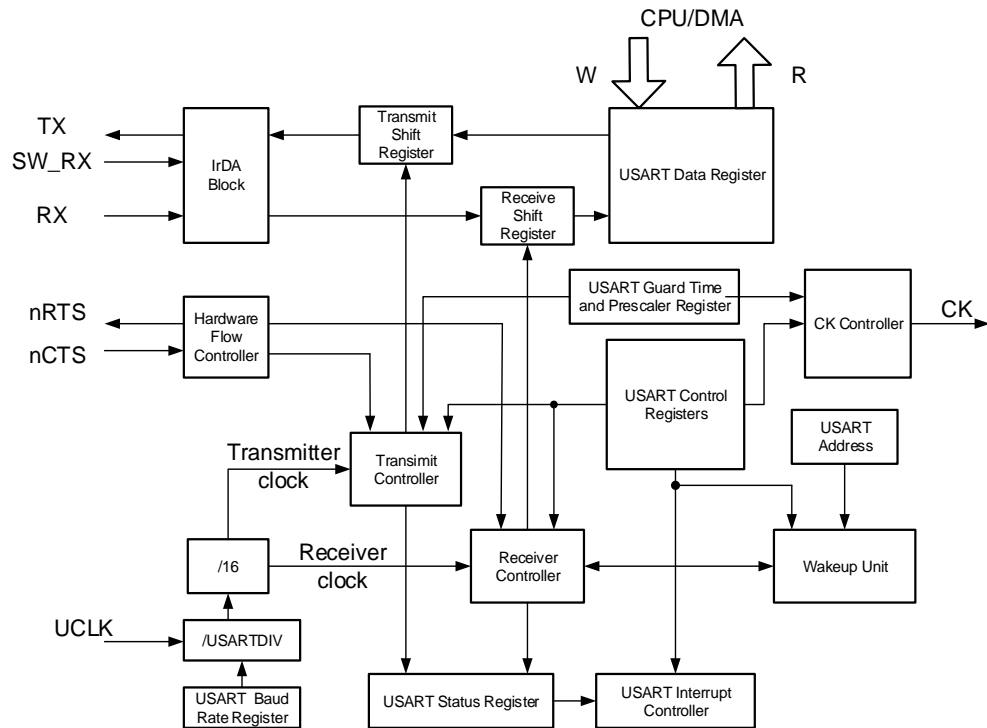 CPU/DMA
W
R
TX
SW_RX
RX
IrDA
Block
Transmit
Shift
Register
Receive
Shift
Register
USART Data Register
nRTS
nCTS
Hardware
Flow
Controller
USART Guard Time
and Prescaler Register
CK Controller
CK
USART Control
Registers
USART
Address
Transmitter
clock
Transimit
Controller
/16
Receiver
clock
Receiver
Controller
Wakeup Unit
UCLK
/USARTDIV
USART Baud
Rate Register
USART Status Register
USART Interrupt
Controller